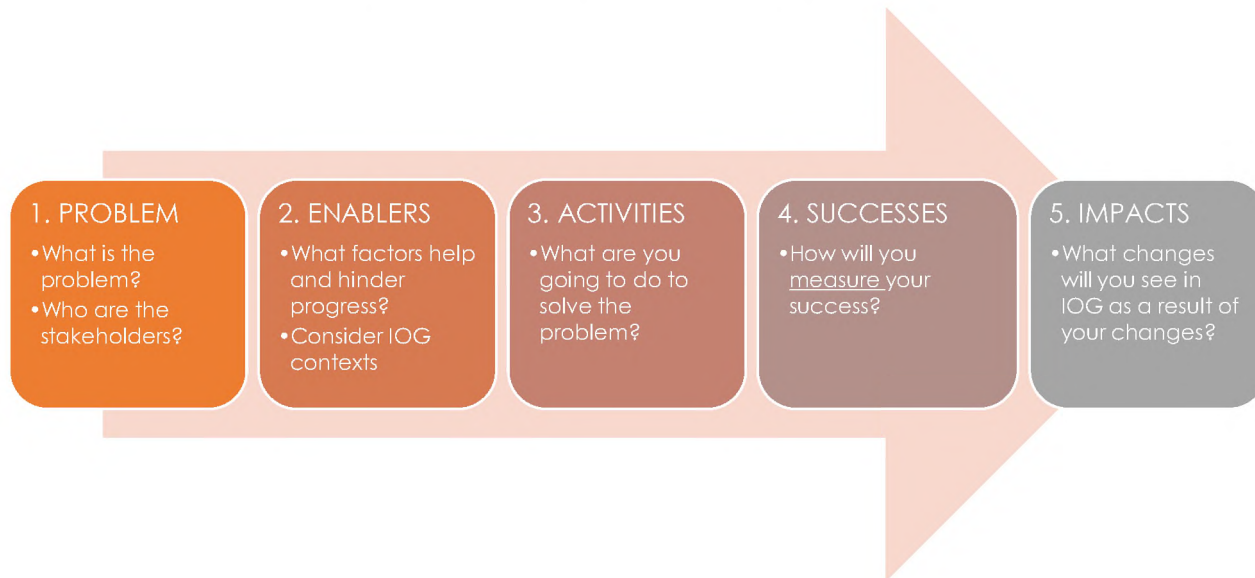 1. PROBLEM
•What is the
problem?
•Who are the
stakeholders?
2. ENABLERS
•What factors help
and hinder
progress?
•Consider IOG
contexts
3. ACTIVITIES
•What are you
going to do to
solve the
problem?
4. SUCCESSES
•How will you
measure your
success?
5. IMPACTS
•What changes
will you see in
IOG as a result of
your changes?